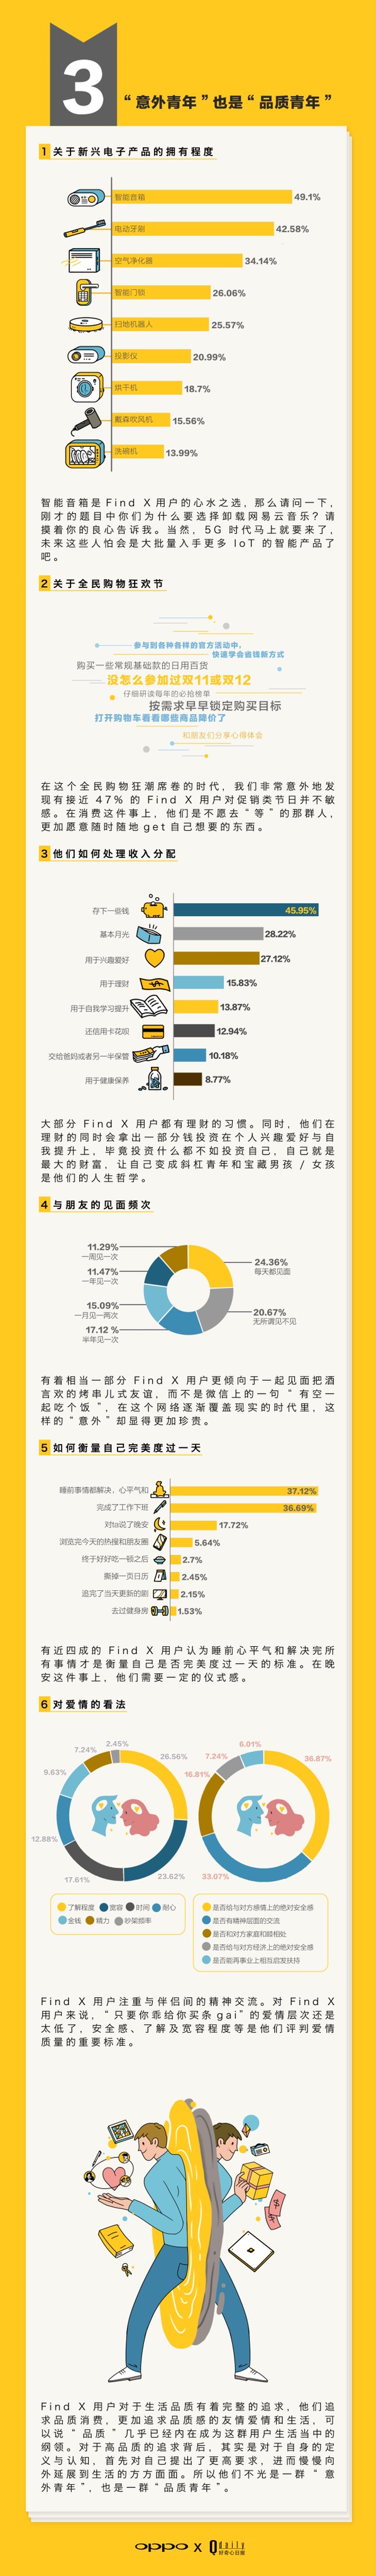 3
“意外青年”也是“品质青年”
1 关于新兴电子产品的拥有程度
智能音箱 49.1%
电动牙刷 42.58%
空气净化器 34.14%
智能门锁 26.06%
扫地机器人 25.57%
投影仪 20.99%
烘干机 18.7%
戴森吹风机 15.56%
洗碗机 13.99%
智能音箱是 Find X 用户的心水之选，那么请问一下，
刚才的题目中你们为什么要选择卸载网易云音乐？请
摸着你的良心告诉我。当然，5G 时代马上就要来了，
未来这些人怕会是大批量入手更多 IoT 的智能产品了
吧。
2 关于全民购物狂欢节
参与到各种各样的官方活动中，
快速学会省钱新方式
购买一些常规基础款的日用百货
没怎么参加过双11或双12
仔细研读每年的必抢榜单
按需求早早锁定购买目标
打开购物车看看哪些商品降价了
和朋友们分享心得体会
在这个全民购物狂潮席卷的时代，我们非常意外地发
现有接近 47% 的 Find X 用户对促销类节日并不敏
感。在消费这件事上，他们是不愿去“等”的那群人，
更加愿意随时随地 get 自己想要的东西。
3 他们如何处理收入分配
存下一些钱 45.95%
基本月光 28.22%
用于兴趣爱好 27.12%
用于理财 15.83%
用于自我学习提升 13.87%
还信用卡花呗 12.94%
交给爸妈或者另一半保管 10.18%
用于健康保养 8.77%
大部分 Find X 用户都有理财的习惯。同时，他们在
理财的同时会拿出一部分钱投资在个人兴趣爱好与自
我提升上，毕竟投资什么都不如投资自己，自己就是
最大的财富，让自己变成斜杠青年和宝藏男孩 / 女孩
是他们的人生哲学。
4 与朋友的见面频次
11.29%
一周见一次
11.47%
一年见一次
15.09%
一月见一两次
17.12 %
半年见一次
24.36%
每天都见面
20.67%
无所谓见不见
有着相当一部分 Find X 用户更倾向于一起见面把酒
言欢的烤串儿式友谊，而不是微信上的一句“有空一
起吃个饭”，在这个网络逐渐覆盖现实的时代里，这
样的“意外”却显得更加珍贵。
5 如何衡量自己完美度过一天
睡前事情都解决，心平气和 37.12%
完成了工作下班 36.69%
对ta说了晚安 17.72%
浏览完今天的热搜和朋友圈 5.64%
终于好好吃一顿之后 2.7%
撕掉一页日历 2.45%
追完了当天更新的剧 2.15%
去过健身房 1.53%
有近四成的 Find X 用户认为睡前心平气和解决完所
有事情才是衡量自己是否完美度过一天的标准。在晚
安这件事上，他们需要一定的仪式感。
6 对爱情的看法
2.45%
7.24%
9.63%
12.88%
17.61%
23.62%
26.56%
6.01%
7.24%
16.81%
33.07%
36.87%
了解程度 宽容 时间 耐心
金钱 精力 吵架频率
是否给与对方感情上的绝对安全感
是否有精神层面的交流
是否和对方家庭和颐相处
是否给与对方经济上的绝对安全感
是否能再事业上相互启发扶持
Find X 用户注重与伴侣间的精神交流。对 Find X
用户来说，“只要你乖给你买条 gai”的爱情层次还是
太低了，安全感、了解及宽容程度等是他们评判爱情
质量的重要标准。
Find X 用户对于生活品质有着完整的追求，他们追
求品质消费，更加追求品质感的友情爱情和生活，可
以说“品质”几乎已经内在成为这群用户生活当中的
纲领。对于高品质的追求背后，其实是对于自身的定
义与认知，首先对自己提出了更高要求，进而慢慢向
外延展到生活的方方面面。所以他们不光是一群“意
外青年”，也是一群“品质青年”。
oppo X Qdaily 好奇心日报